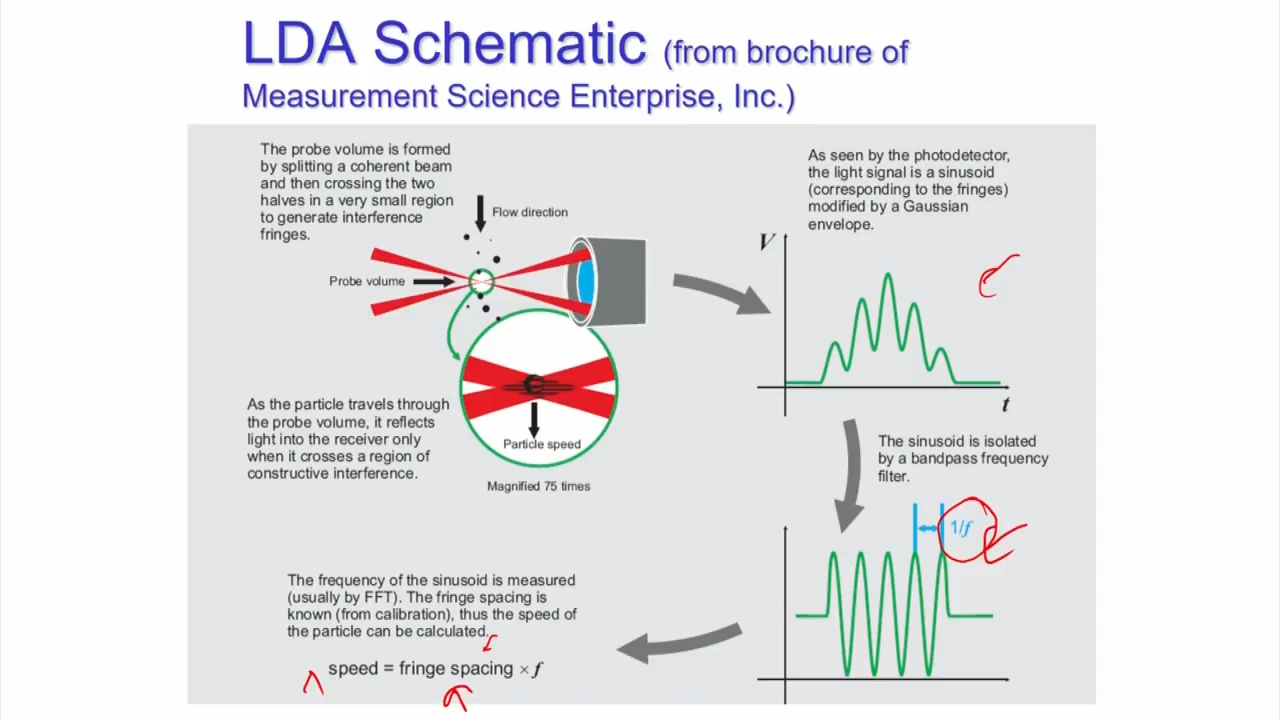 LDA Schematic (from brochure of
Measurement Science Enterprise, Inc.)
The probe volume is formed
by splitting a coherent beam
and then crossing the two
halves in a very small region
to generate interference
fringes.
Flow direction
Probe volume
As the particle travels through
the probe volume, it reflects
light into the receiver only
when it crosses a region of
constructive interference.
Particle speed
Magnified 75 times
As seen by the photodetector,
the light signal is a sinusoid
(corresponding to the fringes)
modified by a Gaussian
envelope.
V
t
The sinusoid is isolated
by a bandpass frequency
filter.
1/f
The frequency of the sinusoid is measured
(usually by FFT). The fringe spacing is
known (from calibration), thus the speed of
the particle can be calculated.
speed = fringe spacing × f